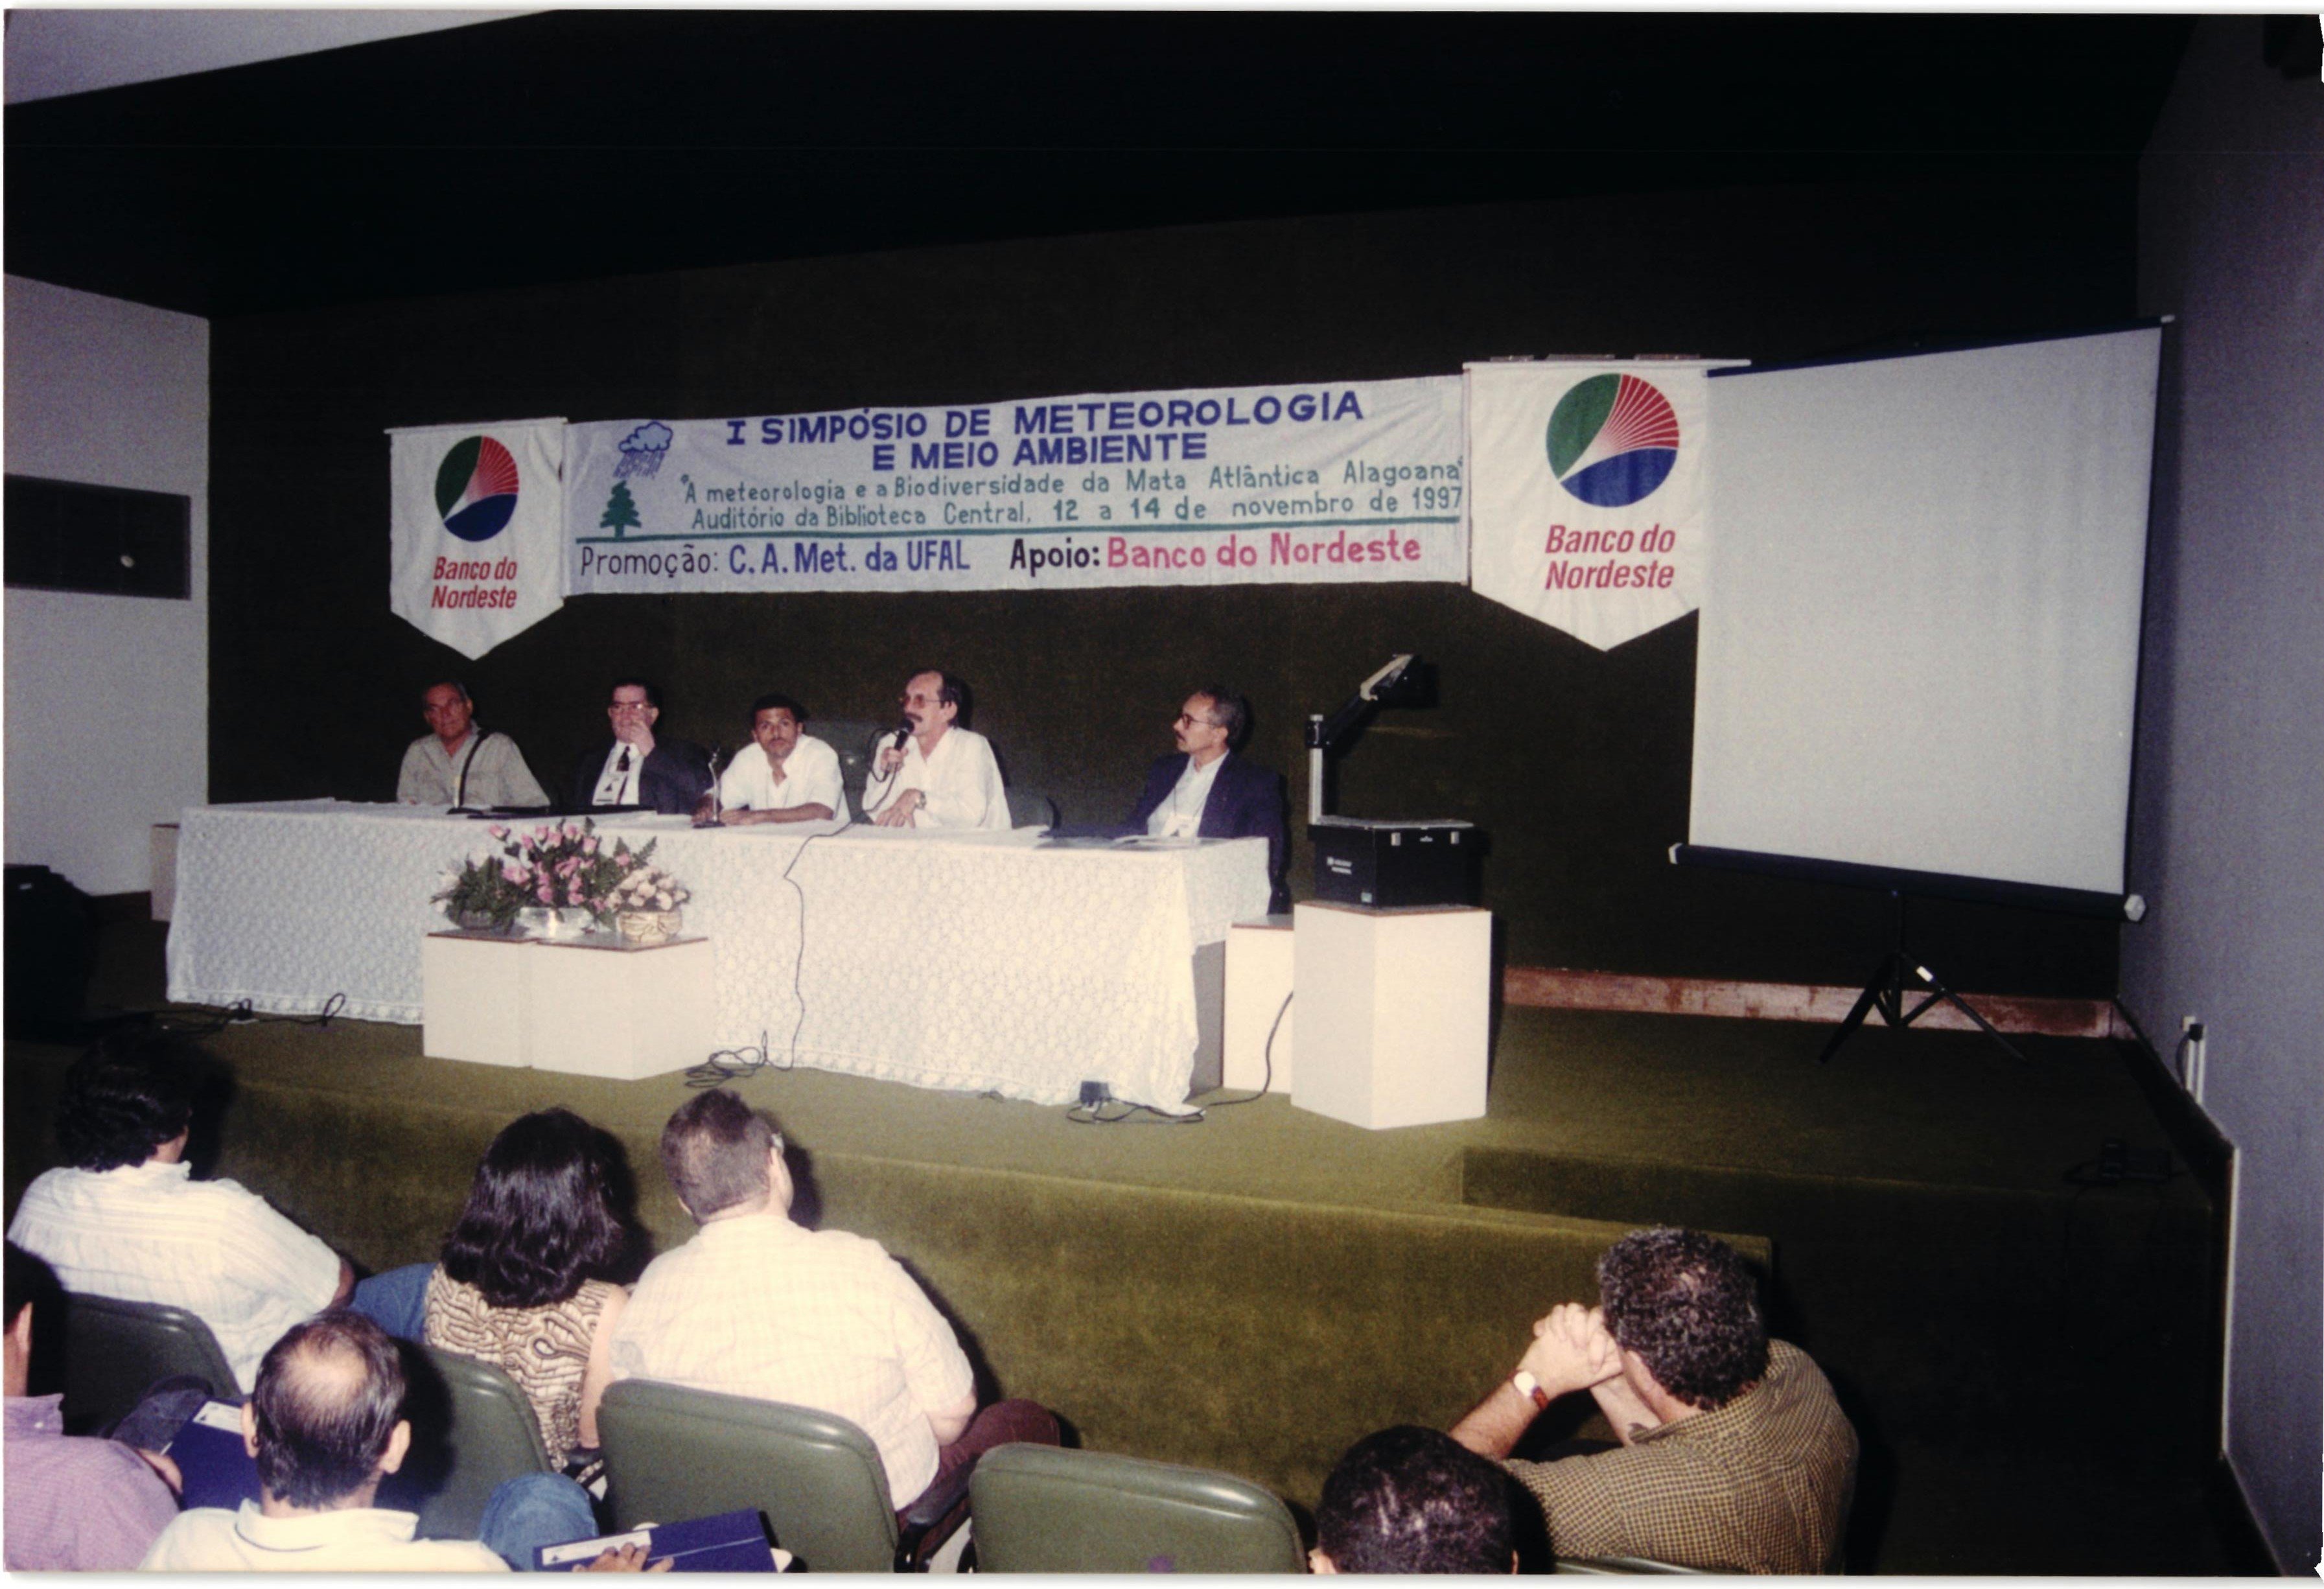 Banco do
Nordeste
I SIMPÓSIO DE METEOROLOGIA
E MEIO AMBIENTE
"A meteorologia e a Biodiversidade da Mata Atlântica Alagoana"
Auditório da Biblioteca Central, 12 a 14 de novembro de 1997
Promoção: C.A.Met. da UFAL Apoio: Banco do Nordeste
Banco do
Nordeste